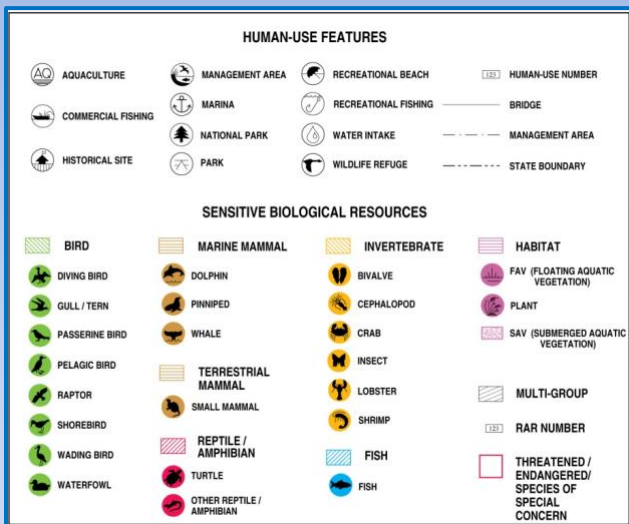 HUMAN-USE FEATURES
AQ
AQUACULTURE
COMMERCIAL FISHING
HISTORICAL SITE
MANAGEMENT AREA
MARINA
NATIONAL PARK
PARK
RECREATIONAL BEACH
RECREATIONAL FISHING
WATER INTAKE
WILDLIFE REFUGE
123
HUMAN-USE NUMBER
BRIDGE
MANAGEMENT AREA
STATE BOUNDARY
SENSITIVE BIOLOGICAL RESOURCES
BIRD
DIVING BIRD
GULL / TERN
PASSERINE BIRD
PELAGIC BIRD
RAPTOR
SHOREBIRD
WADING BIRD
WATERFOWL
MARINE MAMMAL
DOLPHIN
PINNIPED
WHALE
TERRESTRIAL
MAMMAL
SMALL MAMMAL
REPTILE /
AMPHIBIAN
TURTLE
OTHER REPTILE /
AMPHIBIAN
INVERTEBRATE
BIVALVE
CEPHALOPOD
CRAB
INSECT
LOBSTER
SHRIMP
FISH
FISH
HABITAT
FAV (FLOATING AQUATIC
VEGETATION)
PLANT
SAV (SUBMERGED AQUATIC
VEGETATION)
MULTI-GROUP
123
RAR NUMBER
THREATENED /
ENDANGERED/
SPECIES OF
SPECIAL
CONCERN